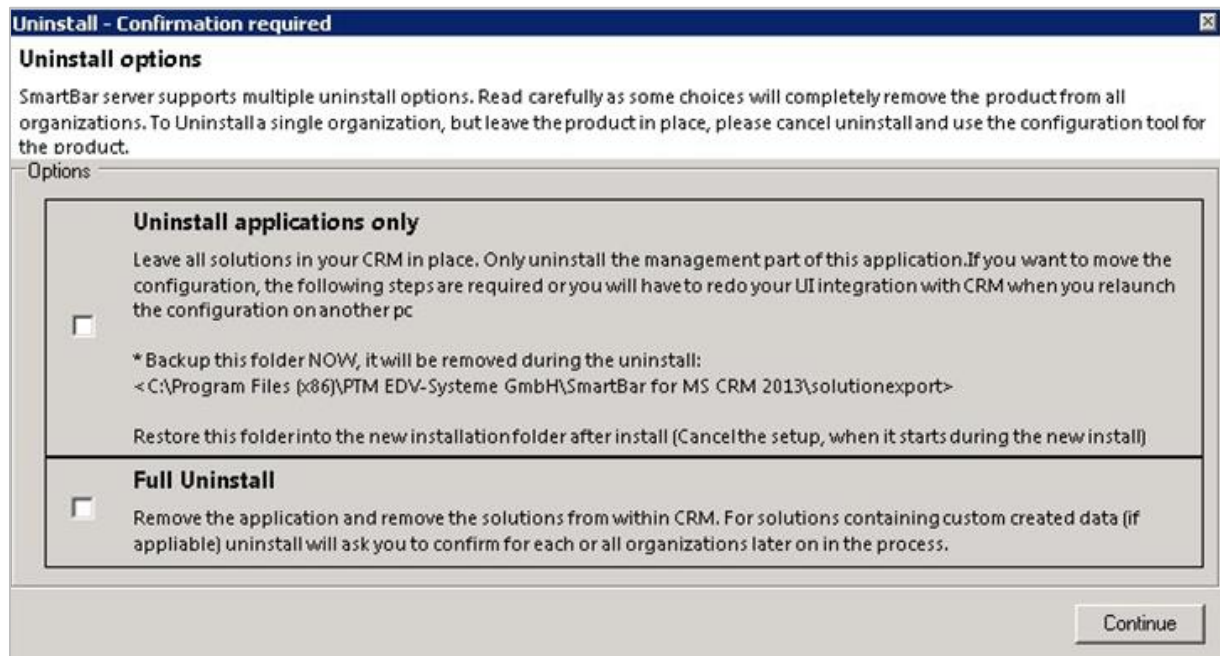 Uninstall - Confirmation required
Uninstall options
SmartBar server supports multiple uninstall options. Read carefully as some choices will completely remove the product from all
organizations. To Uninstall a single organization, but leave the product in place, please cancel uninstall and use the configuration tool for
the product.
Options
Uninstall applications only
Leave all solutions in your CRM in place. Only uninstall the management part of this application.If you want to move the
configuration, the following steps are required or you will have to redo your UI integration with CRM when you relaunch
the configuration on another pc
* Backup this folder NOW, it will be removed during the uninstall:
<C:\Program Files (x86)\PTM EDV-Systeme GmbH\SmartBar for MS CRM 2013\solutionexport>
Restore this folder into the new installation folder after install (Cancel the setup, when it starts during the new install)
Full Uninstall
Remove the application and remove the solutions from within CRM. For solutions containing custom created data (if
appliable) uninstall will ask you to confirm for each or all organizations later on in the process.
Continue